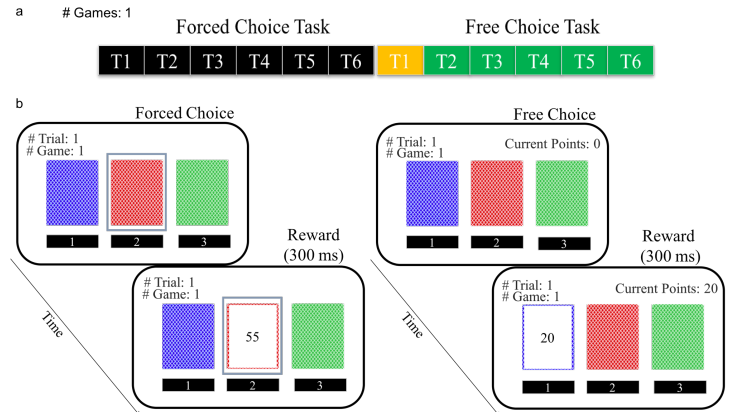 a # Games: 1
Forced Choice Task Free Choice Task
T1 T2 T3 T4 T5 T6 T1 T2 T3 T4 T5 T6
b
Forced Choice
# Trial: 1
# Game: 1
1 2 3
Reward
(300 ms)
# Trial: 1
# Game: 1
55
1 2 3
Time
Free Choice
# Trial: 1
# Game: 1
Current Points: 0
1 2 3
Reward
(300 ms)
# Trial: 1
# Game: 1
Current Points: 20
20
1 2 3
Time